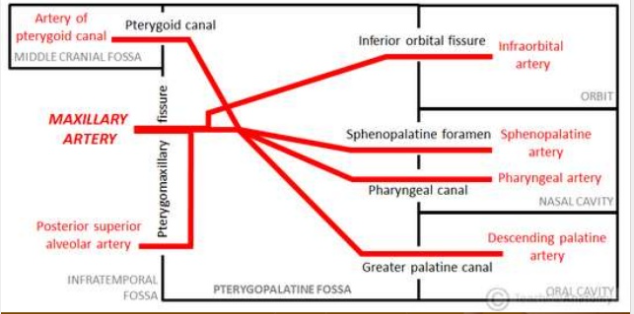 Artery of
pterygoid canal
Pterygoid canal
MIDDLE CRANIAL FOSSA
Inferior orbital fissure
Infraorbital
artery
ORBIT
MAXILLARY
ARTERY
Pterygomaxillary fissure
Sphenopalatine foramen
Sphenopalatine
artery
Pharyngeal artery
Pharyngeal canal
NASAL CAVITY
Posterior superior
alveolar artery
Descending palatine
artery
Greater palatine canal
INFRATEMPORAL
FOSSA
PTERYGOPALATINE FOSSA
ORAL CAVITY
©